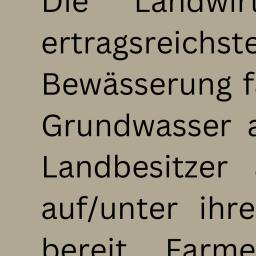 Die Landwirt
ertragsreichste
Bewässerung f
Grundwasser a
Landbesitzer
auf/unter ihre
bereit Farme